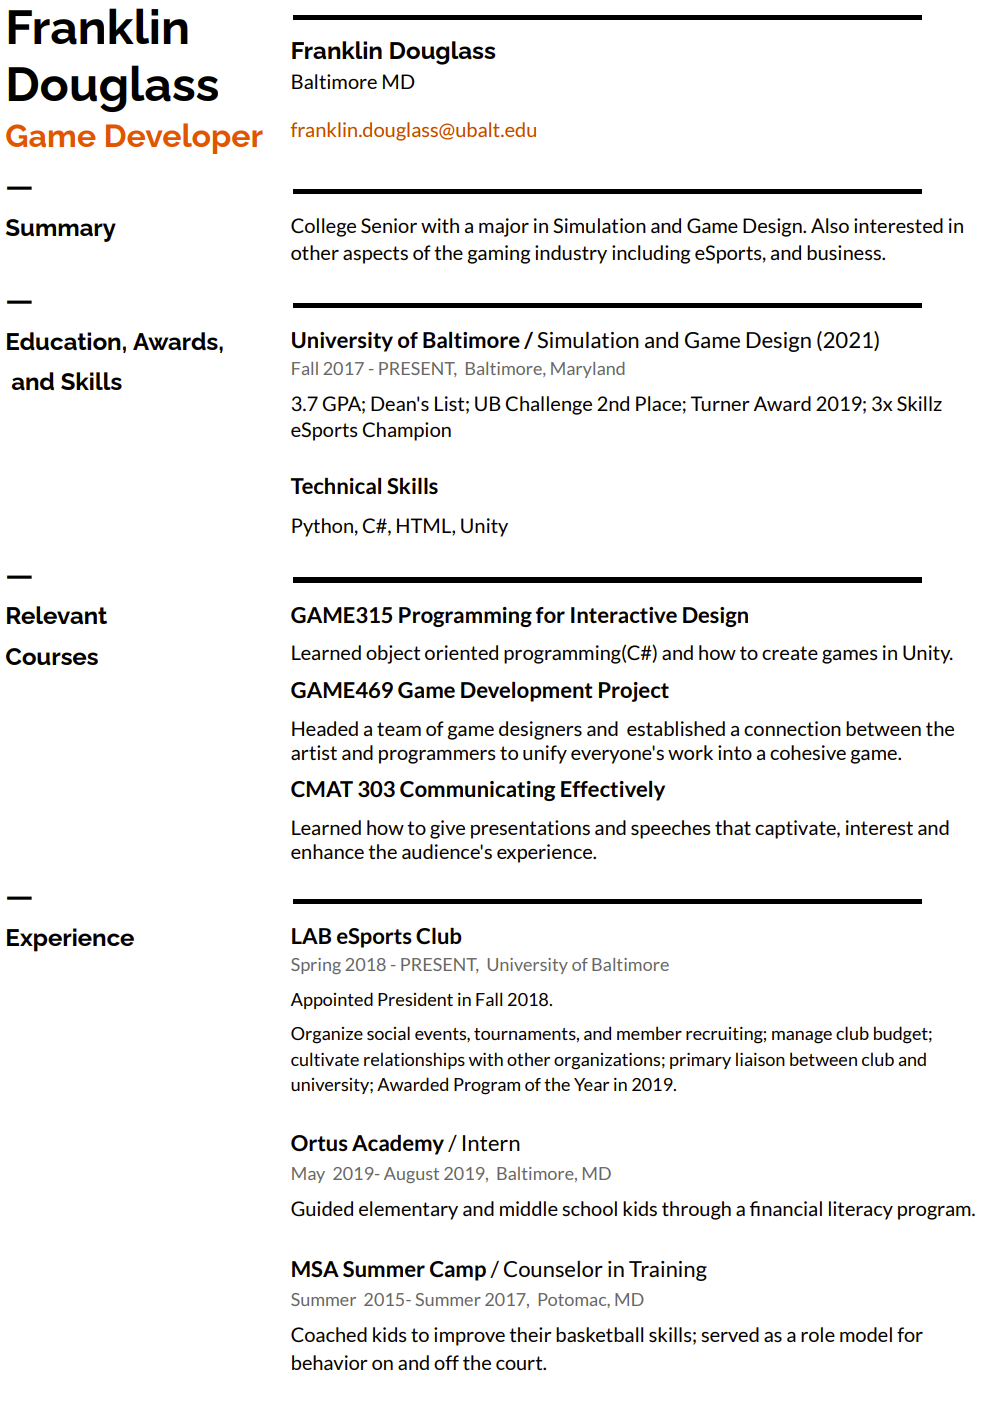 Franklin
Douglass
Game Developer
Franklin Douglass
Baltimore MD
franklin.douglass@ubalt.edu
—
Summary
College Senior with a major in Simulation and Game Design. Also interested in
other aspects of the gaming industry including eSports, and business.
—
Education, Awards,
and Skills
University of Baltimore / Simulation and Game Design (2021)
Fall 2017 - PRESENT, Baltimore, Maryland
3.7 GPA; Dean's List; UB Challenge 2nd Place; Turner Award 2019; 3x Skillz
eSports Champion
Technical Skills
Python, C#, HTML, Unity
—
Relevant
Courses
GAME315 Programming for Interactive Design
Learned object oriented programming(C#) and how to create games in Unity.
GAME469 Game Development Project
Headed a team of game designers and established a connection between the
artist and programmers to unify everyone's work into a cohesive game.
CMAT 303 Communicating Effectively
Learned how to give presentations and speeches that captivate, interest and
enhance the audience's experience.
—
Experience
LAB eSports Club
Spring 2018 - PRESENT, University of Baltimore
Appointed President in Fall 2018.
Organize social events, tournaments, and member recruiting; manage club budget;
cultivate relationships with other organizations; primary liaison between club and
university; Awarded Program of the Year in 2019.
Ortus Academy / Intern
May 2019- August 2019, Baltimore, MD
Guided elementary and middle school kids through a financial literacy program.
MSA Summer Camp / Counselor in Training
Summer 2015- Summer 2017, Potomac, MD
Coached kids to improve their basketball skills; served as a role model for
behavior on and off the court.